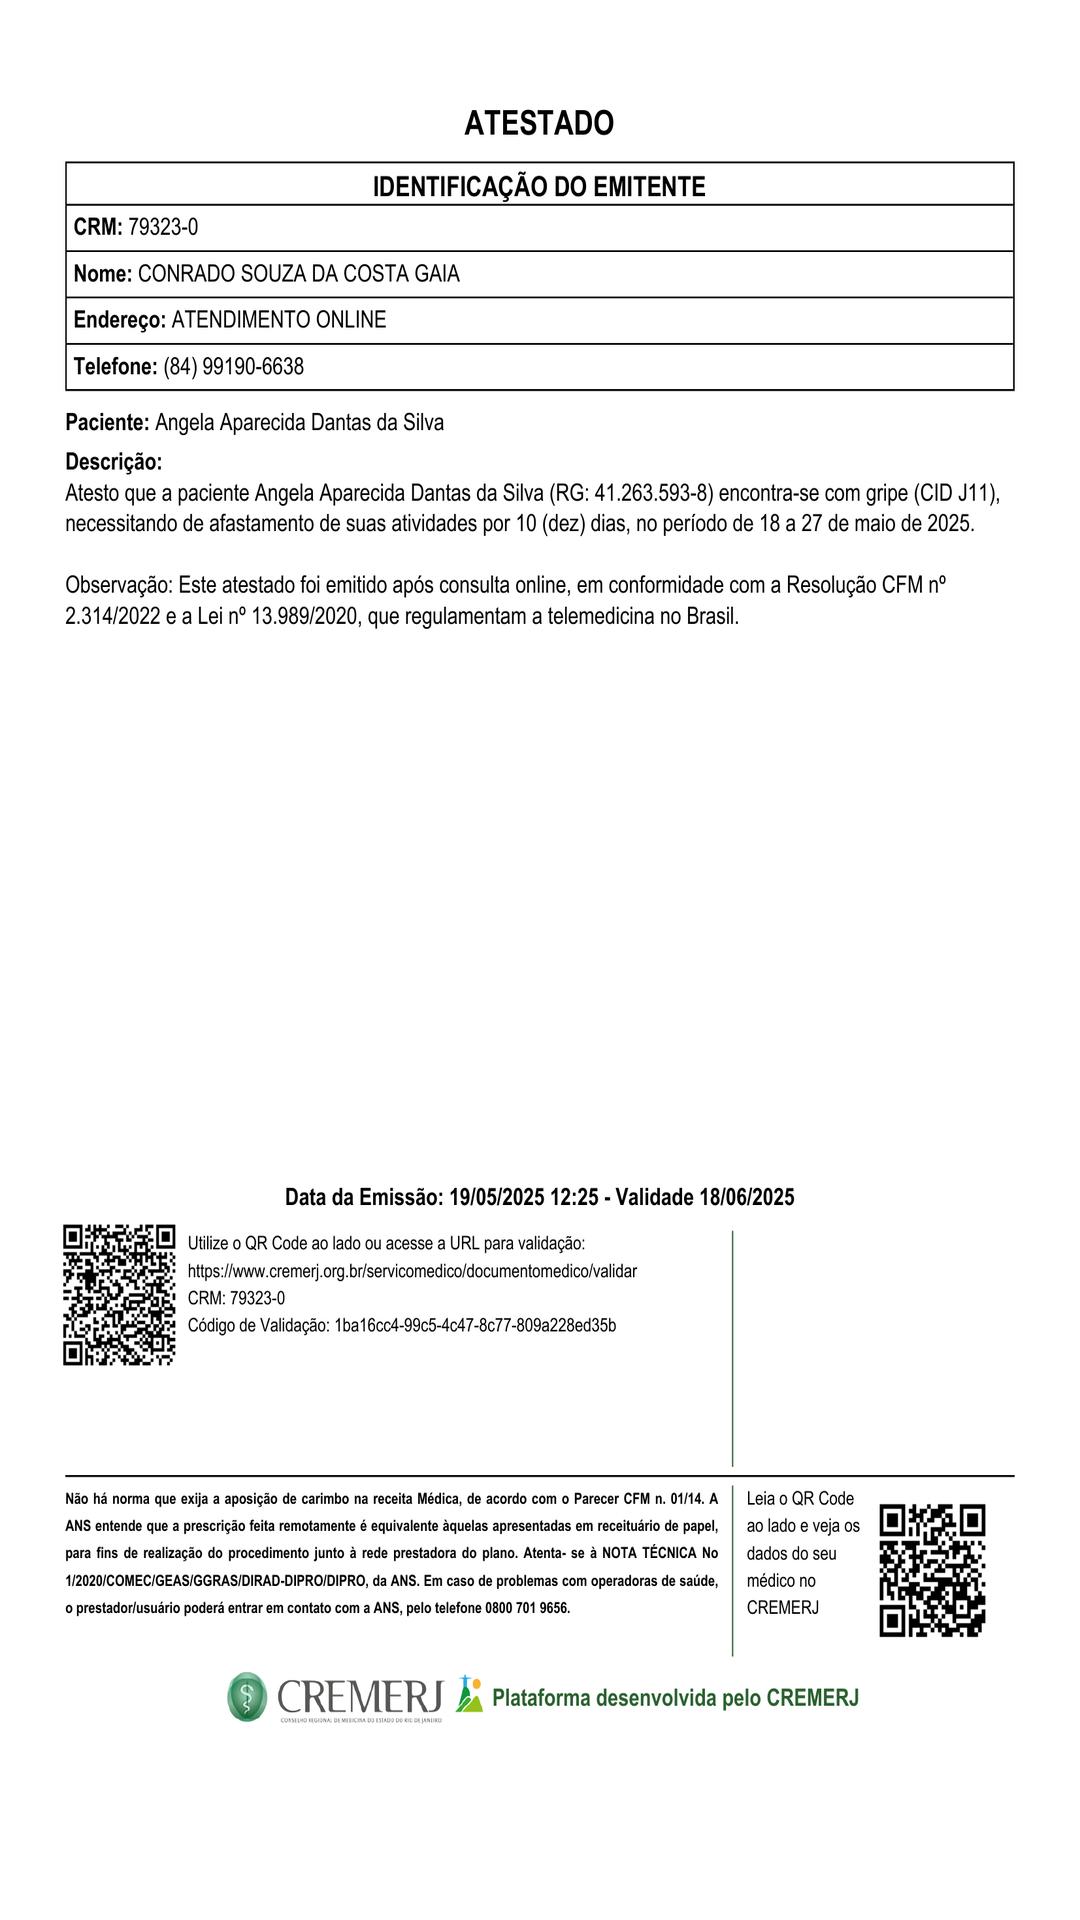 ATESTADO
IDENTIFICAÇÃO DO EMITENTE
CRM: 79323-0
Nome: CONRADO SOUZA DA COSTA GAIA
Endereço: ATENDIMENTO ONLINE
Telefone: (84) 99190-6638
Paciente: Angela Aparecida Dantas da Silva
Descrição:
Atesto que a paciente Angela Aparecida Dantas da Silva (RG: 41.263.593-8) encontra-se com gripe (CID J11),
necessitando de afastamento de suas atividades por 10 (dez) dias, no período de 18 a 27 de maio de 2025.
Observação: Este atestado foi emitido após consulta online, em conformidade com a Resolução CFM nº
2.314/2022 e a Lei nº 13.989/2020, que regulamentam a telemedicina no Brasil.
Data da Emissão: 19/05/2025 12:25 - Validade 18/06/2025
Utilize o QR Code ao lado ou acesse a URL para validação:
https://www.cremerj.org.br/servicomedico/documentomedico/validar
CRM: 79323-0
Código de Validação: 1ba16cc4-99c5-4c47-8c77-809a228ed35b
Não há norma que exija a aposição de carimbo na receita Médica, de acordo com o Parecer CFM n. 01/14. A
ANS entende que a prescrição feita remotamente é equivalente àquelas apresentadas em receituário de papel,
para fins de realização do procedimento junto à rede prestadora do plano. Atenta- se à NOTA TÉCNICA No
1/2020/COMEC/GEAS/GGRAS/DIRAD-DIPRO/DIPRO, da ANS. Em caso de problemas com operadoras de saúde,
o prestador/usuário poderá entrar em contato com a ANS, pelo telefone 0800 701 9656.
Leia o QR Code
ao lado e veja os
dados do seu
médico no
CREMERJ
CREMERJ
CONSELHO REGIONAL DE MEDICINA DO ESTADO DO RIO DE JANEIRO
Plataforma desenvolvida pelo CREMERJ